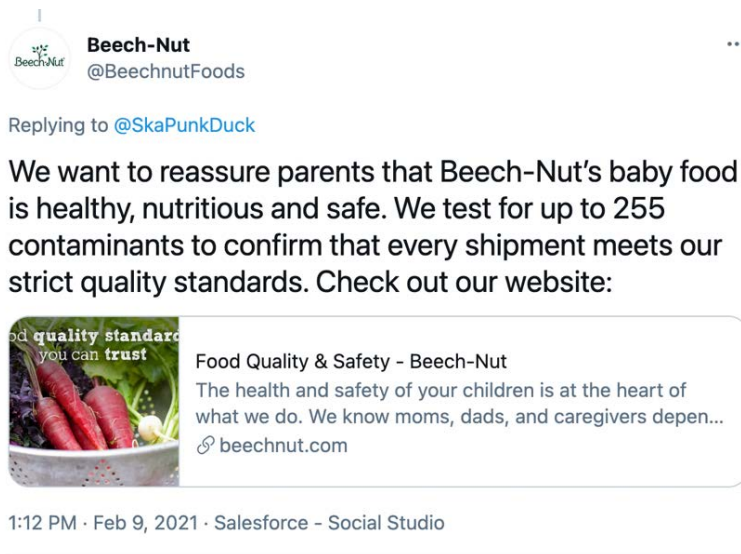 Beech-Nut
Beech-Nut
@BeechnutFoods
Replying to @SkaPunkDuck
We want to reassure parents that Beech-Nut's baby food
is healthy, nutritious and safe. We test for up to 255
contaminants to confirm that every shipment meets our
strict quality standards. Check out our website:
od quality standard
you can trust
Food Quality & Safety - Beech-Nut
The health and safety of your children is at the heart of
what we do. We know moms, dads, and caregivers depen...
beechnut.com
1:12 PM · Feb 9, 2021 · Salesforce - Social Studio